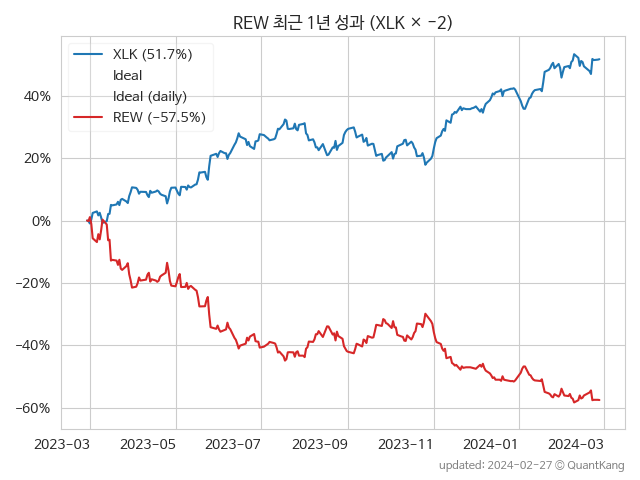 REW 최근 1년 성과 (XLK × −2)
XLK (51.7%)
Ideal
Ideal (daily)
REW (−57.5%)
40%
20%
0%
−20%
−40%
−60%
2023−03 2023−05 2023−07 2023−09 2023−11 2024−01 2024−03
updated: 2024−02−27 © QuantKang